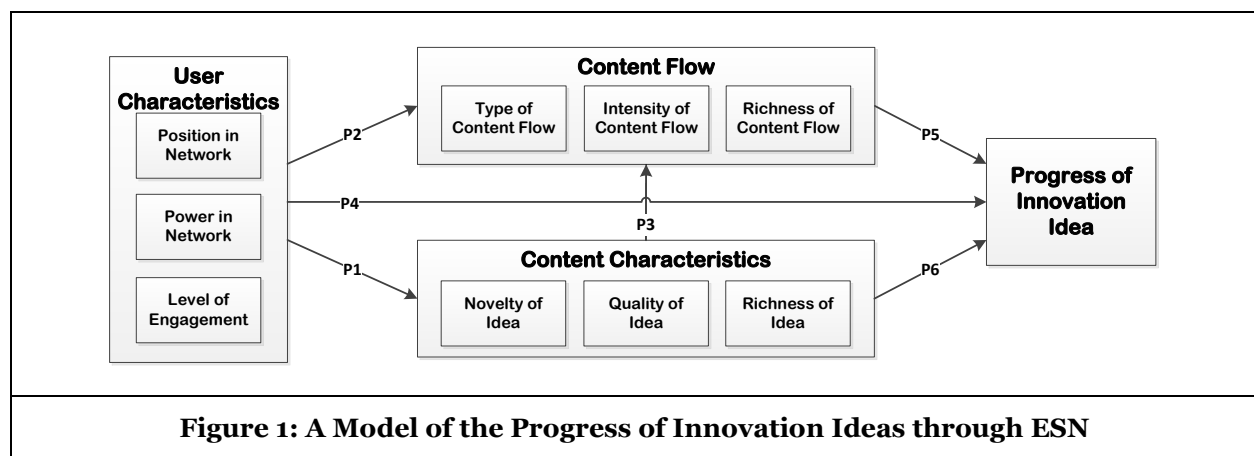 User
Characteristics
Position in
Network
Power in
Network
Level of
Engagement
P2
P4
P1
Content Flow
Type of
Content Flow
Intensity of
Content Flow
Richness of
Content Flow
P3
Content Characteristics
Novelty of
Idea
Quality of
Idea
Richness of
Idea
P5
P6
Progress of
Innovation
Idea
Figure 1: A Model of the Progress of Innovation Ideas through ESN